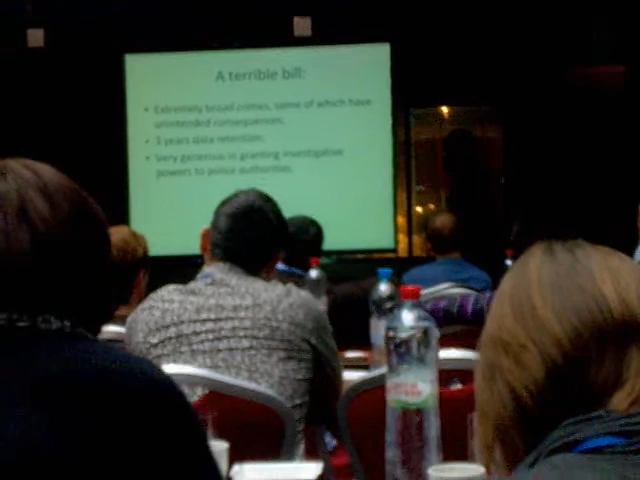 A terrible bill:
• Extremely broad crimes, some of which have
unintended consequences.
• 3 years data retention.
• Very generous in granting investigative
powers to police authorities.